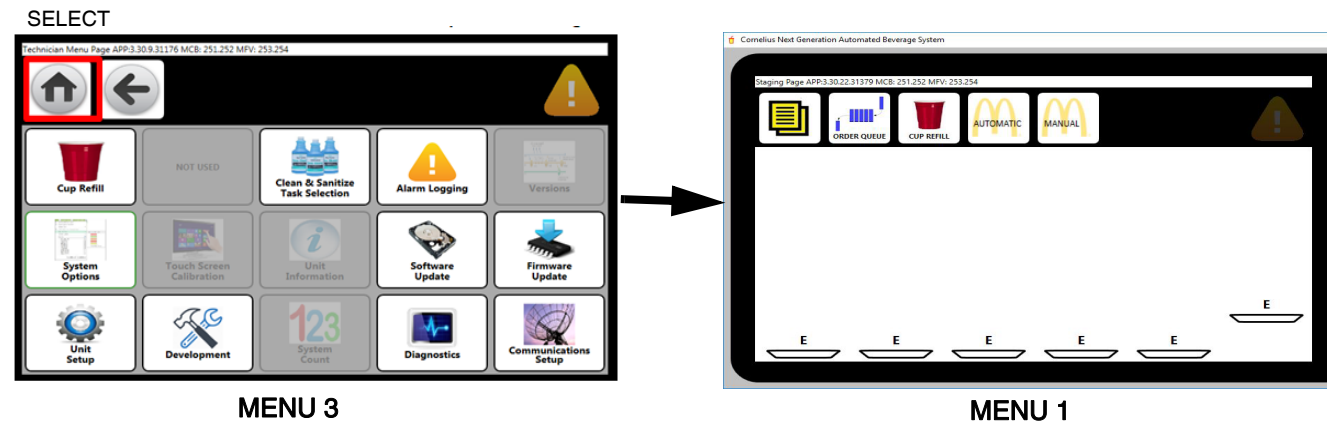 SELECT
Technician Menu Page APP:3.30.9.31176 MCB: 251.252 MFV: 253.254
Cup Refill
NOT USED
Clean & Sanitize
Task Selection
Alarm Logging
Versions
System
Options
Touch Screen
Calibration
Unit
Information
Software
Update
Firmware
Update
Unit
Setup
Development
123
System
Count
Diagnostics
Communications
Setup
MENU 3
Cornelius Next Generation Automated Beverage System
Staging Page APP:3.30.22.31379 MCB: 251.252 MFV: 253.254
ORDER QUEUE
CUP REFILL
AUTOMATIC
MANUAL
E
E E E E E
MENU 1